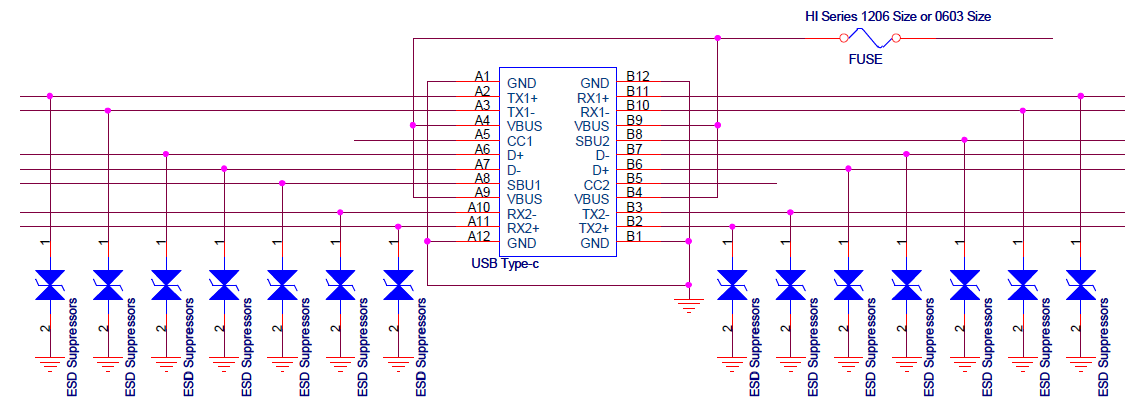 HI Series 1206 Size or 0603 Size
FUSE
A1 GND GND B12
A2 TX1+ RX1+ B11
A3 TX1- RX1- B10
A4 VBUS VBUS B9
A5 CC1 SBU2 B8
A6 D+ D- B7
A7 D- D+ B6
A8 SBU1 CC2 B5
A9 VBUS VBUS B4
A10 RX2- TX2- B3
A11 RX2+ TX2+ B2
A12 GND GND B1
USB Type-c
1 2 ESD Suppressors
1 2 ESD Suppressors
1 2 ESD Suppressors
1 2 ESD Suppressors
1 2 ESD Suppressors
1 2 ESD Suppressors
1 2 ESD Suppressors
1 2 ESD Suppressors
1 2 ESD Suppressors
1 2 ESD Suppressors
1 2 ESD Suppressors
1 2 ESD Suppressors
1 2 ESD Suppressors
1 2 ESD Suppressors